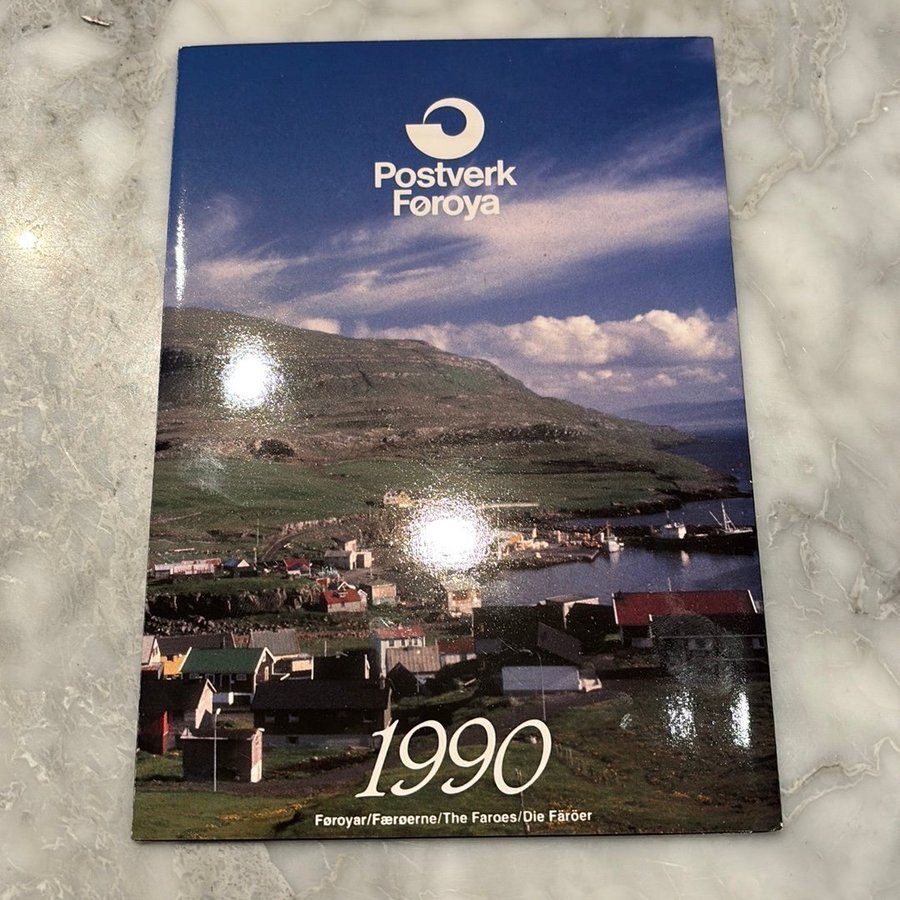 Postverk
Føroya
1990
Føroyar/Færøerne/The Faroes/Die Färöer